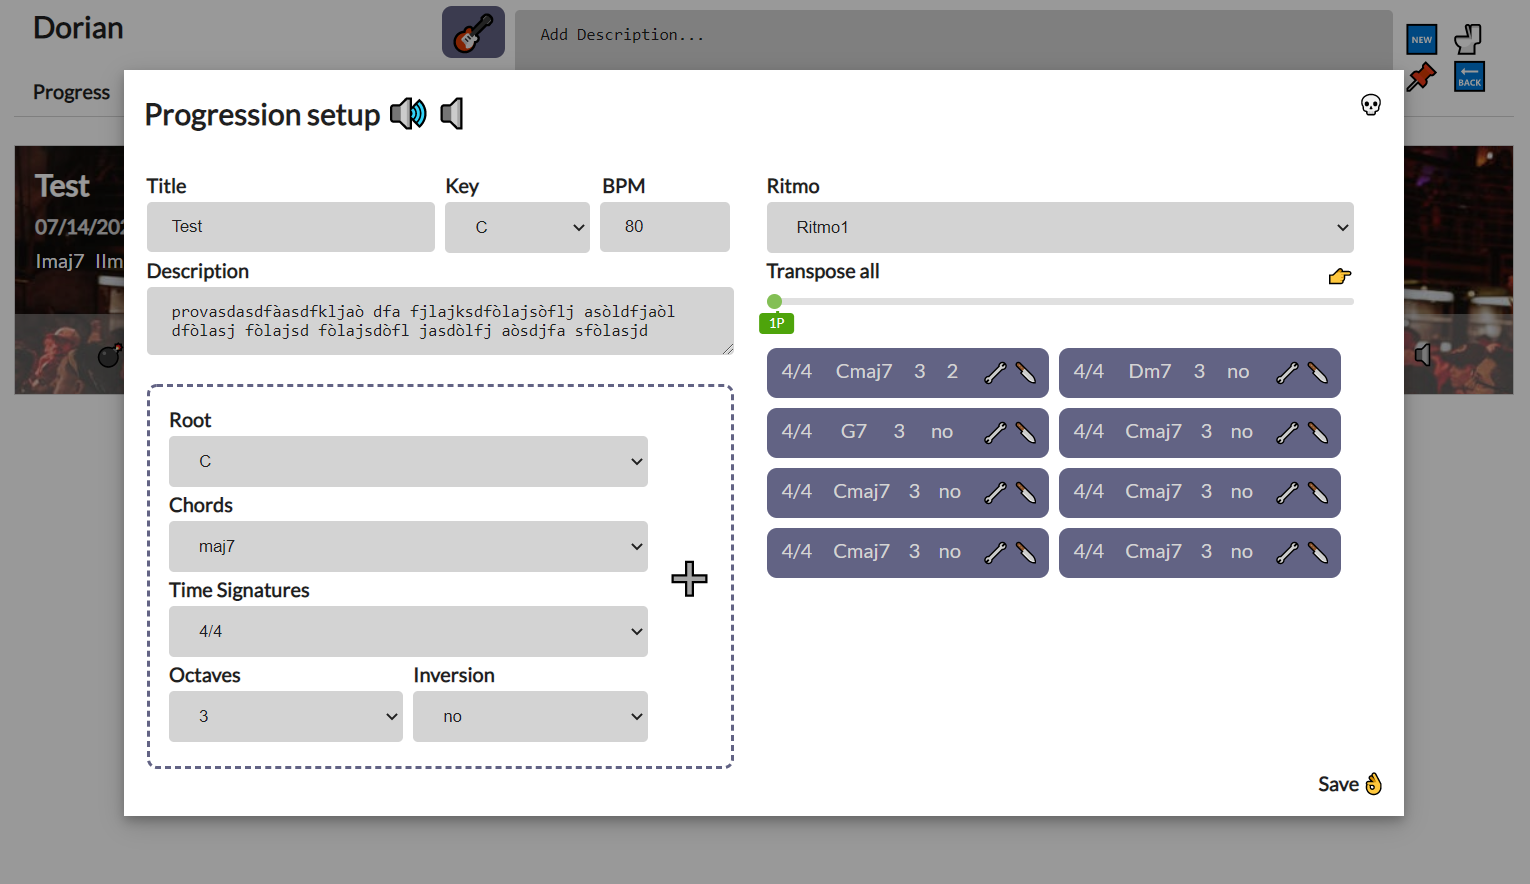 Dorian
Add Description...
NEW
BACK
Progress
Progression setup
Test
07/14/202
Imaj7 IIm
Title
Key
BPM
Ritmo
Test
C
80
Ritmo1
Description
Transpose all
provasdasdfàasdfkljaò dfa fjlajksdfòlajsòflj asòldfjaòl
dfòlasj fòlajsd fòlajsdòfl jasdòlfj aòsdjfa sfòlasjd
1P
4/4 Cmaj7 3 2
4/4 Dm7 3 no
4/4 G7 3 no
4/4 Cmaj7 3 no
4/4 Cmaj7 3 no
4/4 Cmaj7 3 no
4/4 Cmaj7 3 no
4/4 Cmaj7 3 no
Root
C
Chords
maj7
Time Signatures
4/4
Octaves
Inversion
3
no
Save